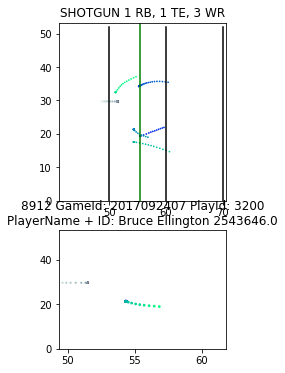 SHOTGUN 1 RB, 1 TE, 3 WR
50
40
30
20
10
0
50 60 70
8912 GameId: 2017092407 PlayId: 3200
PlayerName + ID: Bruce Ellington 2543646.0
40
20
0
50 55 60